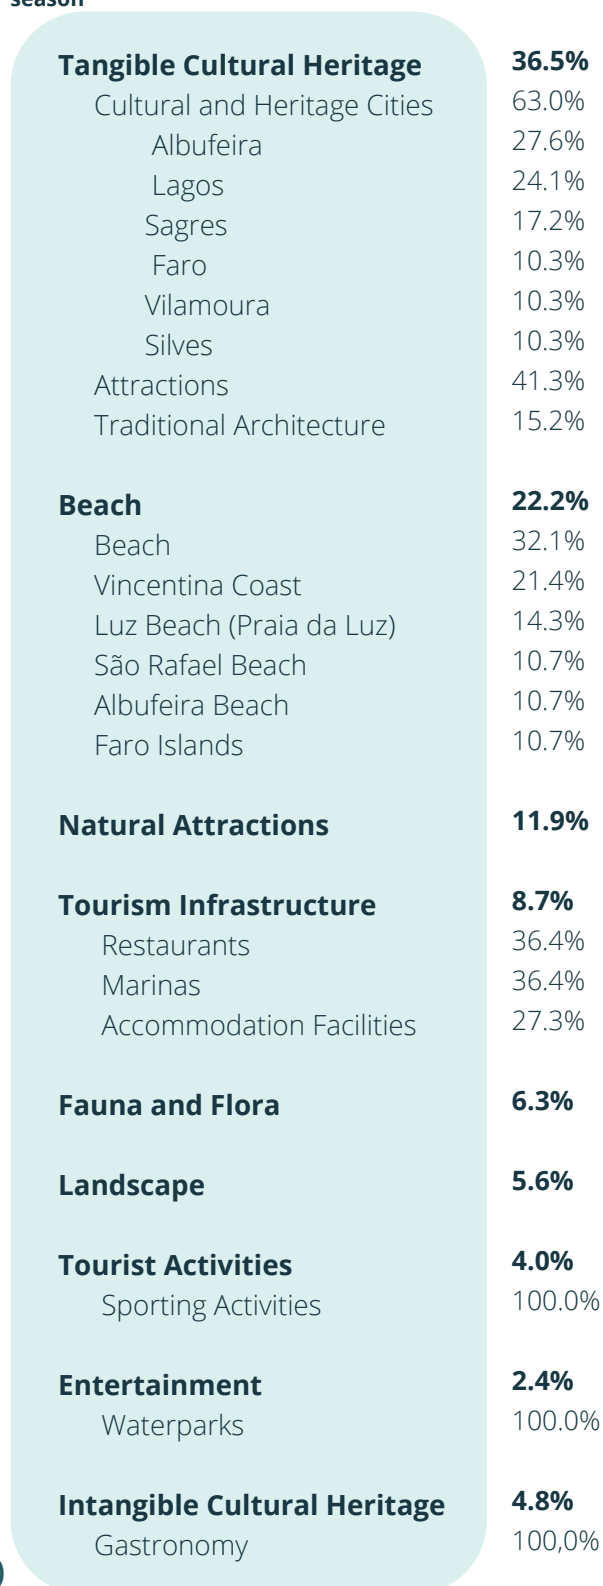 season
Tangible Cultural Heritage 36.5%
Cultural and Heritage Cities 63.0%
Albufeira 27.6%
Lagos 24.1%
Sagres 17.2%
Faro 10.3%
Vilamoura 10.3%
Silves 10.3%
Attractions 41.3%
Traditional Architecture 15.2%
Beach 22.2%
Beach 32.1%
Vincentina Coast 21.4%
Luz Beach (Praia da Luz) 14.3%
São Rafael Beach 10.7%
Albufeira Beach 10.7%
Faro Islands 10.7%
Natural Attractions 11.9%
Tourism Infrastructure 8.7%
Restaurants 36.4%
Marinas 36.4%
Accommodation Facilities 27.3%
Fauna and Flora 6.3%
Landscape 5.6%
Tourist Activities 4.0%
Sporting Activities 100.0%
Entertainment 2.4%
Waterparks 100.0%
Intangible Cultural Heritage 4.8%
Gastronomy 100,0%